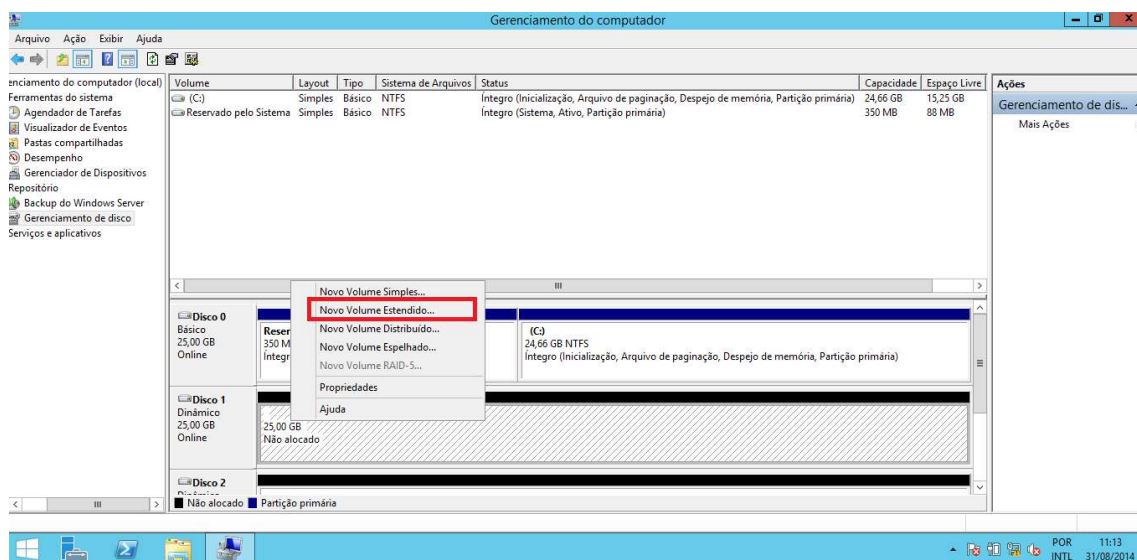 Gerenciamento do computador
Arquivo Ação Exibir Ajuda
enciamento do computador (local)
Ferramentas do sistema
Agendador de Tarefas
Visualizador de Eventos
Pastas compartilhadas
Desempenho
Gerenciador de Dispositivos
Repositório
Backup do Windows Server
Gerenciamento de disco
Serviços e aplicativos
Volume Layout Tipo Sistema de Arquivos Status Capacidade Espaço Livre
(C:) Simples Básico NTFS Íntegro (Inicialização, Arquivo de paginação, Despejo de memória, Partição primária) 24,66 GB 15,25 GB
Reservado pelo Sistema Simples Básico NTFS Íntegro (Sistema, Ativo, Partição primária) 350 MB 88 MB
Ações
Gerenciamento de dis...
Mais Ações
Novo Volume Simples...
Novo Volume Estendido...
Novo Volume Distribuído...
Novo Volume Espelhado...
Novo Volume RAID-5...
Propriedades
Ajuda
Disco 0
Básico
25,00 GB
Online
Reser
350 M
Íntegr
(C:)
24,66 GB NTFS
Íntegro (Inicialização, Arquivo de paginação, Despejo de memória, Partição primária)
Disco 1
Dinâmico
25,00 GB
Online
25,00 GB
Não alocado
Disco 2
Não alocado Partição primária
POR 11:13
INTL 31/08/2014